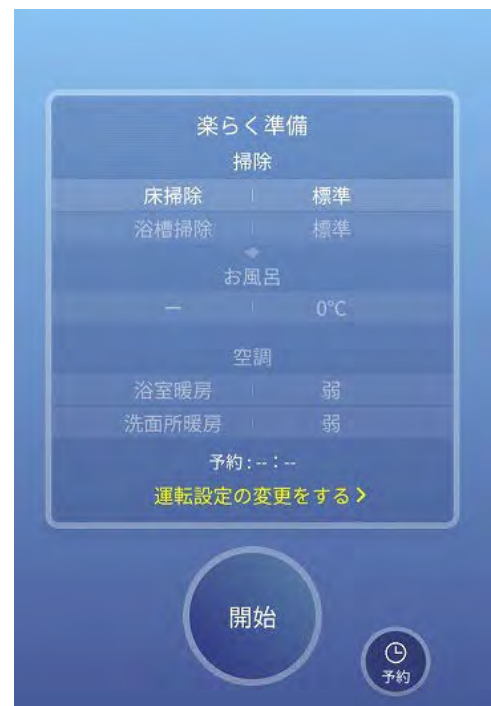 楽らく準備
掃除
床掃除 標準
浴槽掃除 標準
お風呂
ー 0℃
空調
浴室暖房 弱
洗面所暖房 弱
予約:--:--
運転設定の変更をする>
開始
予約